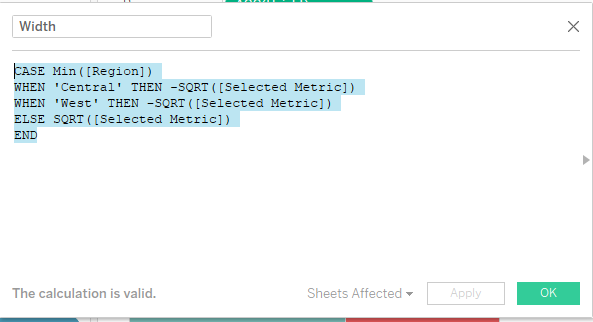 Width
CASE Min([Region])
WHEN 'Central' THEN -SQRT([Selected Metric])
WHEN 'West' THEN -SQRT([Selected Metric])
ELSE SQRT([Selected Metric])
END
The calculation is valid.
Sheets Affected
Apply
OK